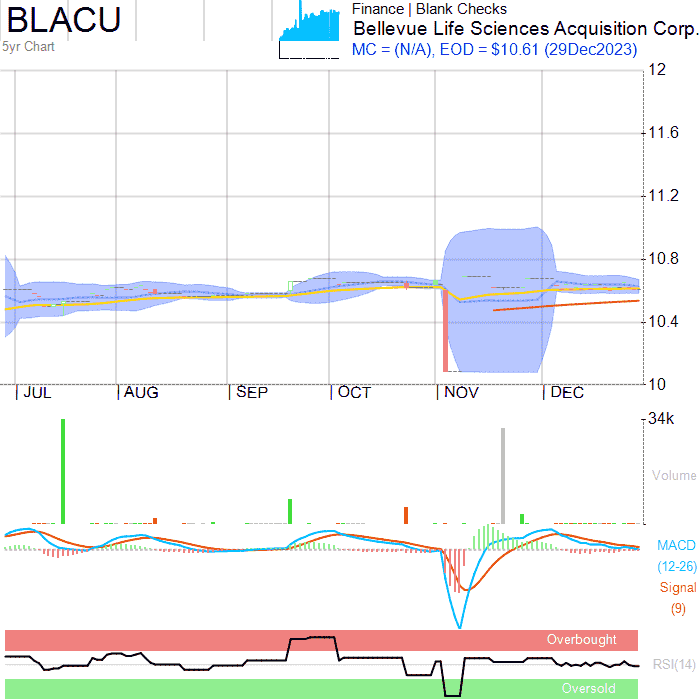 BLACU
5yr Chart
Finance | Blank Checks
Bellevue Life Sciences Acquisition Corp.
MC = (N/A), EOD = $10.61 (29Dec2023)
12
11.6
11.2
10.8
10.4
10
JUL AUG SEP OCT NOV DEC
34k
Volume
MACD
(12-26)
Signal
(9)
Overbought
RSI(14)
Oversold